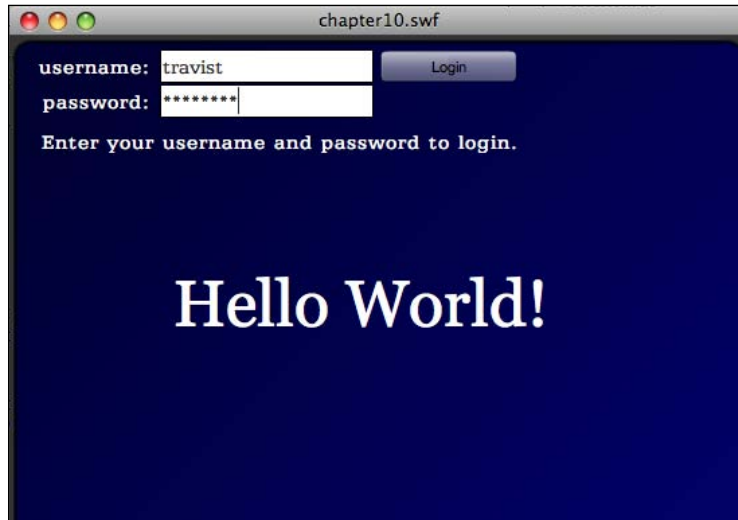 chapter10.swf
username: travist Login
password: ********
Enter your username and password to login.
Hello World!